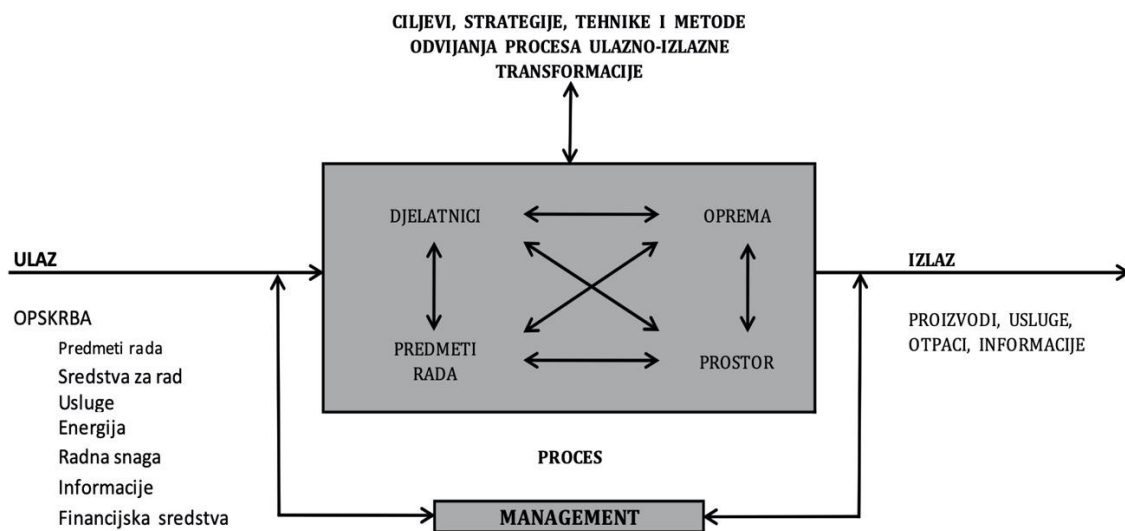 CILJEVI, STRATEGIJE, TEHNIKE I METODE
ODVIJANJA PROCESA ULAZNO-IZLAZNE
TRANSFORMACIJE
DJELATNICI
OPREMA
ULAZ
IZLAZ
OPSKRBA
Predmeti rada
Sredstva za rad
Usluge
Energija
Radna snaga
Informacije
Financijska sredstva
PREDMETI
RADA
PROSTOR
PROIZVODI, USLUGE,
OTPACI, INFORMACIJE
PROCES
MANAGEMENT